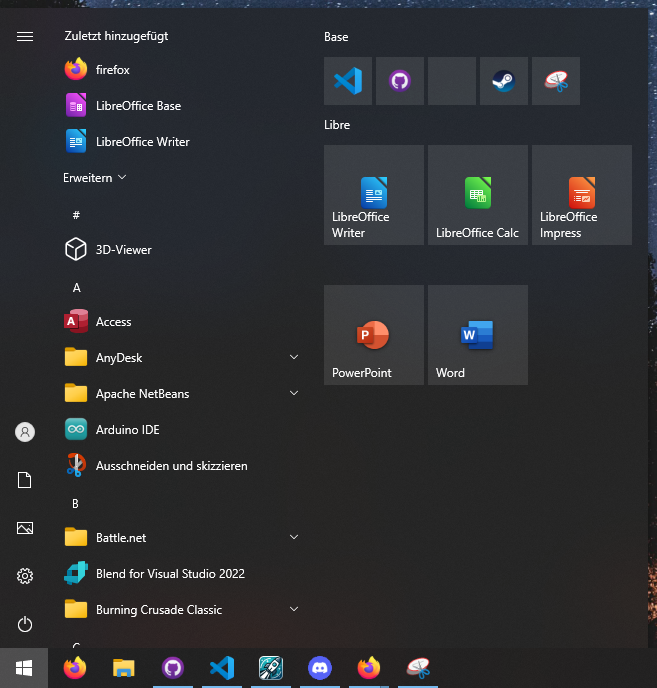 Zuletzt hinzugefügt
firefox
LibreOffice Base
LibreOffice Writer
Erweitern
#
3D-Viewer
A
Access
AnyDesk
Apache NetBeans
Arduino IDE
Ausschneiden und skizzieren
B
Battle.net
Blend for Visual Studio 2022
Burning Crusade Classic
Base
Libre
LibreOffice
Writer
LibreOffice Calc
LibreOffice
Impress
PowerPoint
Word